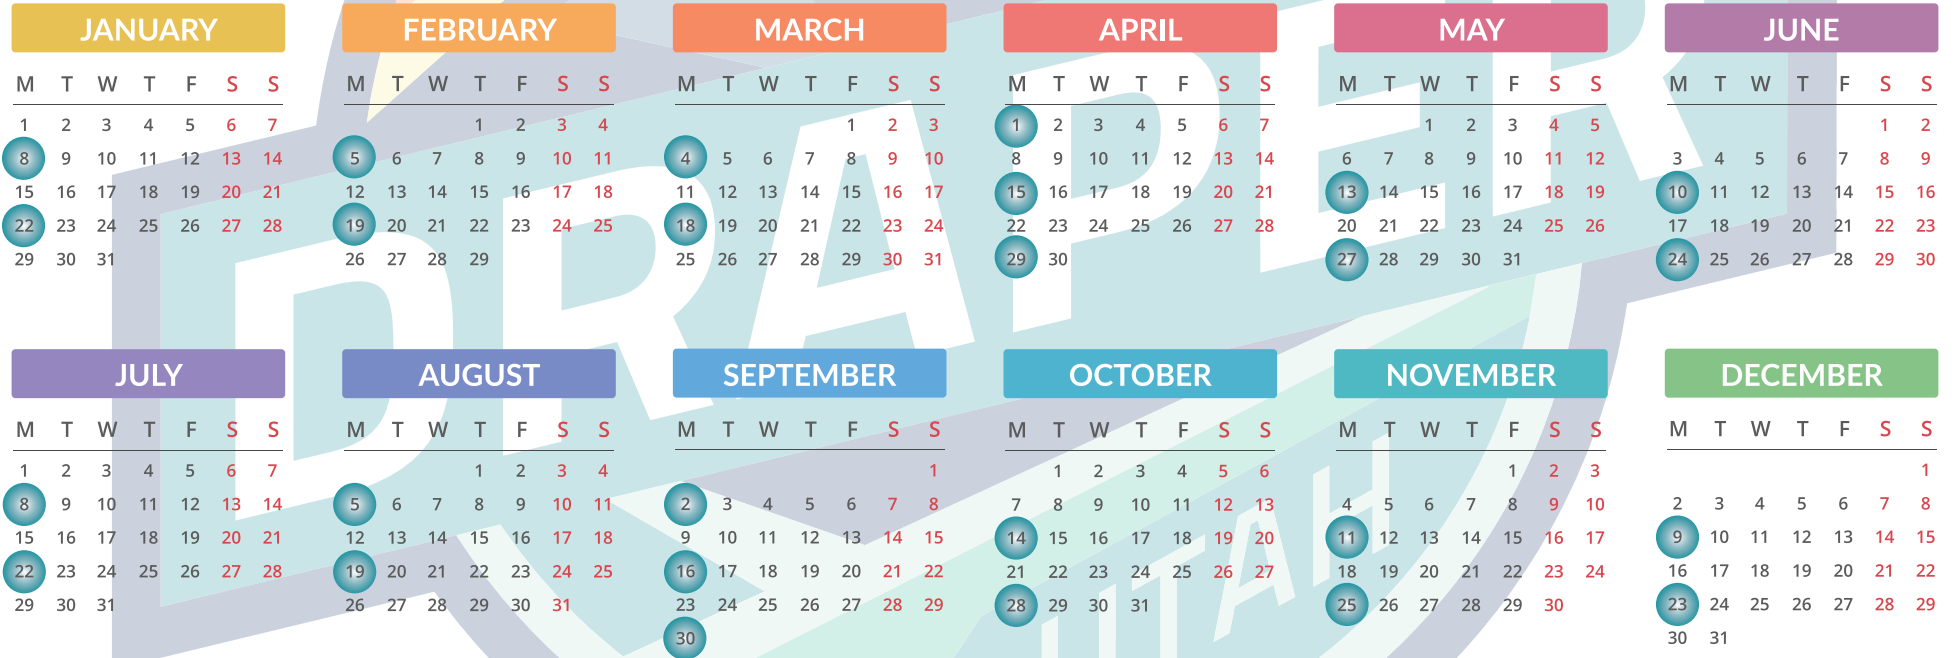 JANUARY
M T W T F S S
1 2 3 4 5 6 7
8 9 10 11 12 13 14
15 16 17 18 19 20 21
22 23 24 25 26 27 28
29 30 31
FEBRUARY
M T W T F S S
1 2 3 4
5 6 7 8 9 10 11
12 13 14 15 16 17 18
19 20 21 22 23 24 25
26 27 28 29
MARCH
M T W T F S S
1 2 3
4 5 6 7 8 9 10
11 12 13 14 15 16 17
18 19 20 21 22 23 24
25 26 27 28 29 30 31
APRIL
M T W T F S S
1 2 3 4 5 6 7
8 9 10 11 12 13 14
15 16 17 18 19 20 21
22 23 24 25 26 27 28
29 30
MAY
M T W T F S S
1 2 3 4 5
6 7 8 9 10 11 12
13 14 15 16 17 18 19
20 21 22 23 24 25 26
27 28 29 30 31
JUNE
M T W T F S S
1 2
3 4 5 6 7 8 9
10 11 12 13 14 15 16
17 18 19 20 21 22 23
24 25 26 27 28 29 30
JULY
M T W T F S S
1 2 3 4 5 6 7
8 9 10 11 12 13 14
15 16 17 18 19 20 21
22 23 24 25 26 27 28
29 30 31
AUGUST
M T W T F S S
1 2 3 4
5 6 7 8 9 10 11
12 13 14 15 16 17 18
19 20 21 22 23 24 25
26 27 28 29 30 31
SEPTEMBER
M T W T F S S
1
2 3 4 5 6 7 8
9 10 11 12 13 14 15
16 17 18 19 20 21 22
23 24 25 26 27 28 29
30
OCTOBER
M T W T F S S
1 2 3 4 5 6
7 8 9 10 11 12 13
14 15 16 17 18 19 20
21 22 23 24 25 26 27
28 29 30 31
NOVEMBER
M T W T F S S
1 2 3
4 5 6 7 8 9 10
11 12 13 14 15 16 17
18 19 20 21 22 23 24
25 26 27 28 29 30
DECEMBER
M T W T F S S
1
2 3 4 5 6 7 8
9 10 11 12 13 14 15
16 17 18 19 20 21 22
23 24 25 26 27 28 29
30 31
DRAPER
UTAH